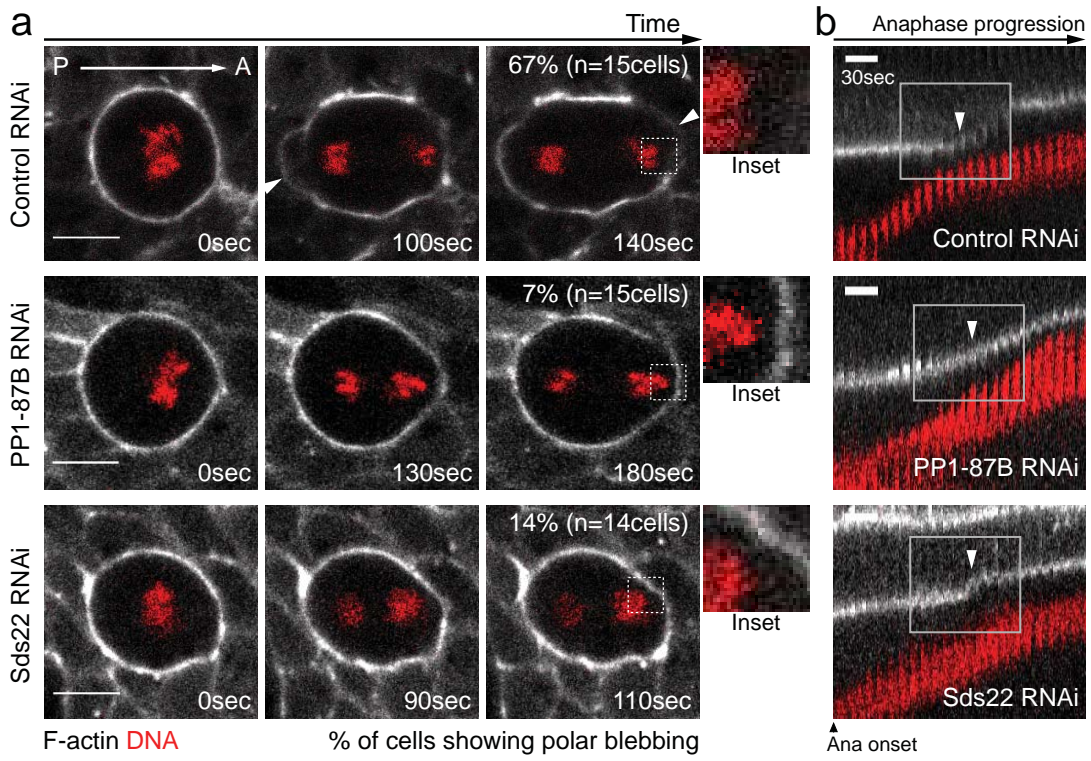 a
Time
Control RNAi
P A
0sec
100sec
67% (n=15cells)
140sec
Inset
PP1-87B RNAi
0sec
130sec
7% (n=15cells)
180sec
Inset
Sds22 RNAi
0sec
90sec
14% (n=14cells)
110sec
Inset
F-actin DNA
% of cells showing polar blebbing
b
Anaphase progression
30sec
Control RNAi
PP1-87B RNAi
Sds22 RNAi
Ana onset